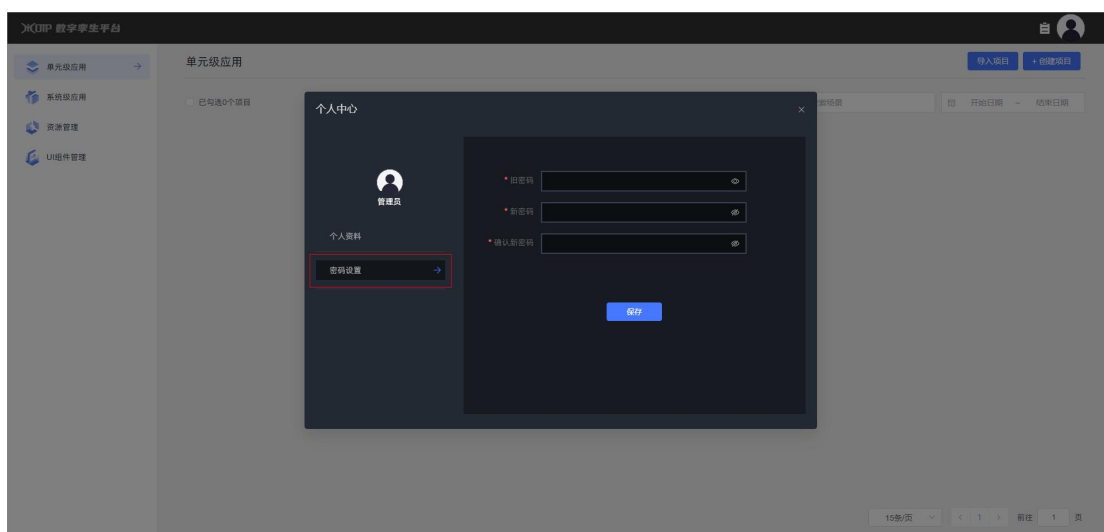 数字孪生平台
单元级应用
系统级应用
资源管理
UI组件管理
单元级应用
导入项目
+ 创建项目
已勾选0个项目
开始日期 ~ 结束日期
个人中心
管理员
个人资料
密码设置
* 旧密码
* 新密码
* 确认新密码
保存
15条/页
1
前往 1 页